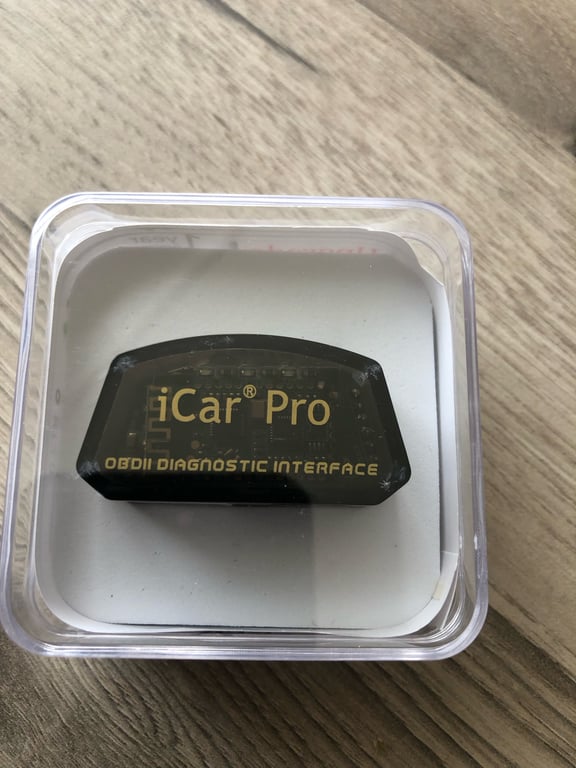 iCar® Pro
OBDII DIAGNOSTIC INTERFACE